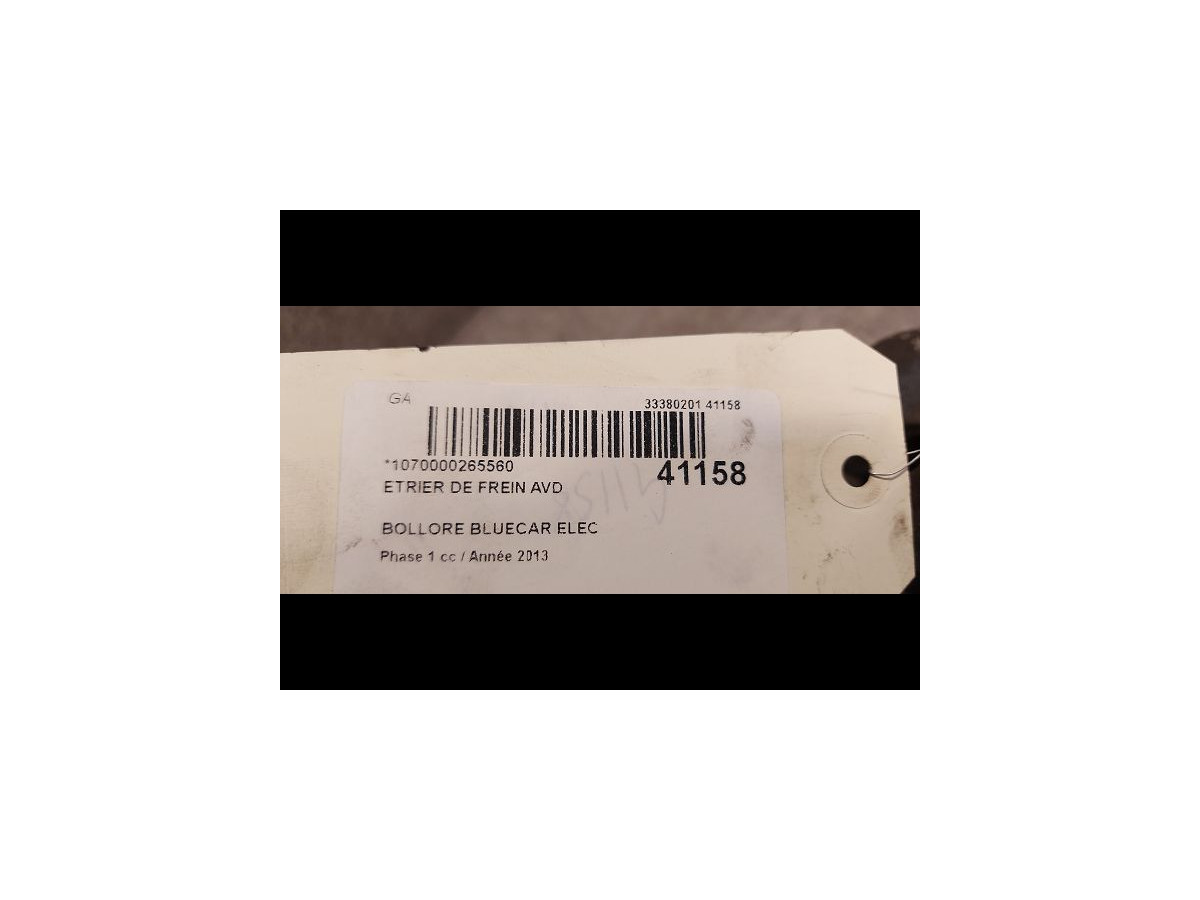 GA
33380201 41158
*1070000265560
41158
ETRIER DE FREIN AVD
BOLLORE BLUECAR ELEC
Phase 1 cc / Année 2013